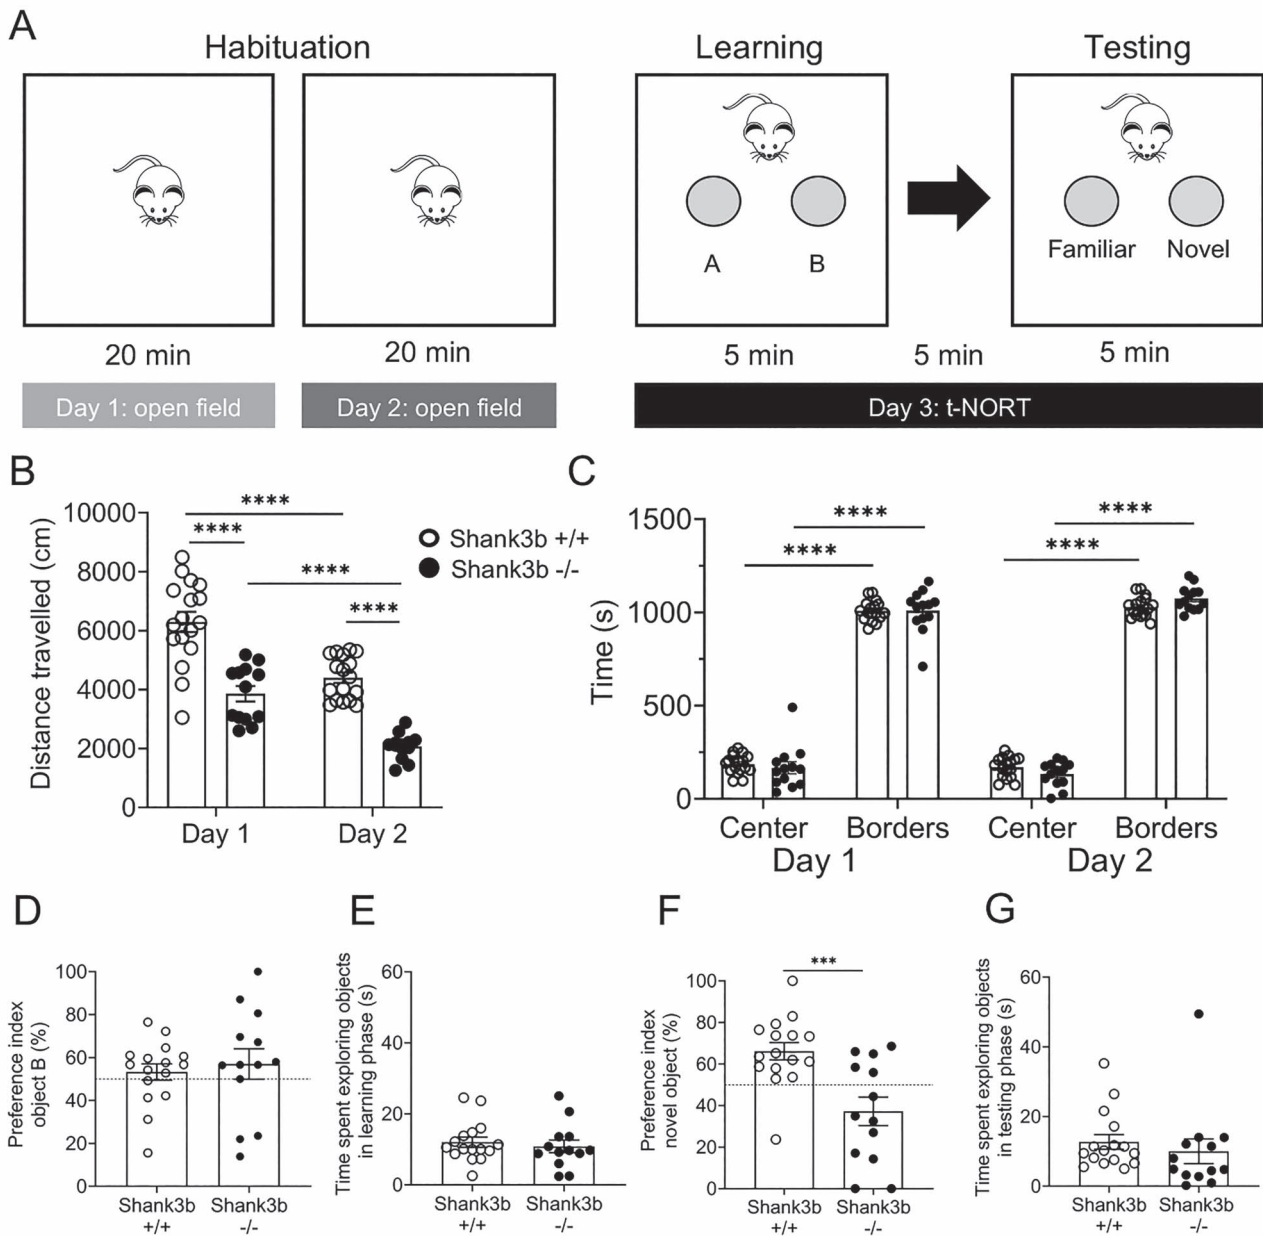 A
Habituation
Learning
Testing
A
B
Familiar
Novel
20 min
20 min
5 min
5 min
5 min
Day 1: open field
Day 2: open field
Day 3: t-NORT
B
Distance travelled (cm)
10000
8000
6000
4000
2000
0
****
****
****
****
Shank3b +/+
Shank3b -/-
Day 1
Day 2
C
Time (s)
1500
1000
500
0
****
****
****
****
Center
Borders
Center
Borders
Day 1
Day 2
D
Preference index
object B (%)
100
80
60
40
20
0
Shank3b
+/+
Shank3b
-/-
E
Time spent exploring objects
in learning phase (s)
60
40
20
0
Shank3b
+/+
Shank3b
-/-
F
Preference index
novel object (%)
100
80
60
40
20
0
***
Shank3b
+/+
Shank3b
-/-
G
Time spent exploring objects
in testing phase (s)
60
40
20
0
Shank3b
+/+
Shank3b
-/-